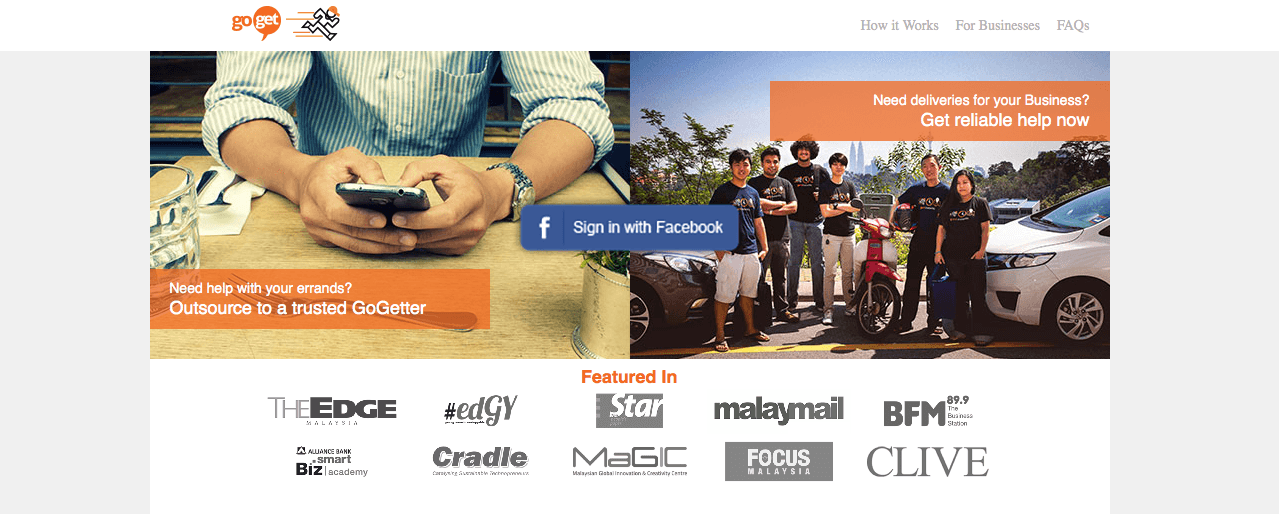 go get
How it Works For Businesses FAQs
Need deliveries for your Business?
Get reliable help now
f Sign in with Facebook
Need help with your errands?
Outsource to a trusted GoGetter
Featured In
THE EDGE
MALAYSIA
#edGY
Star
malaymail
BFM 89.9
The
Business
Station
ALLIANCE BANK
.smart
Biz academy
Cradle
Catalysing Sustainable Technopreneurs
MaGIC
Malaysian Global Innovation & Creativity Centre
FOCUS
MALAYSIA
CLIVE